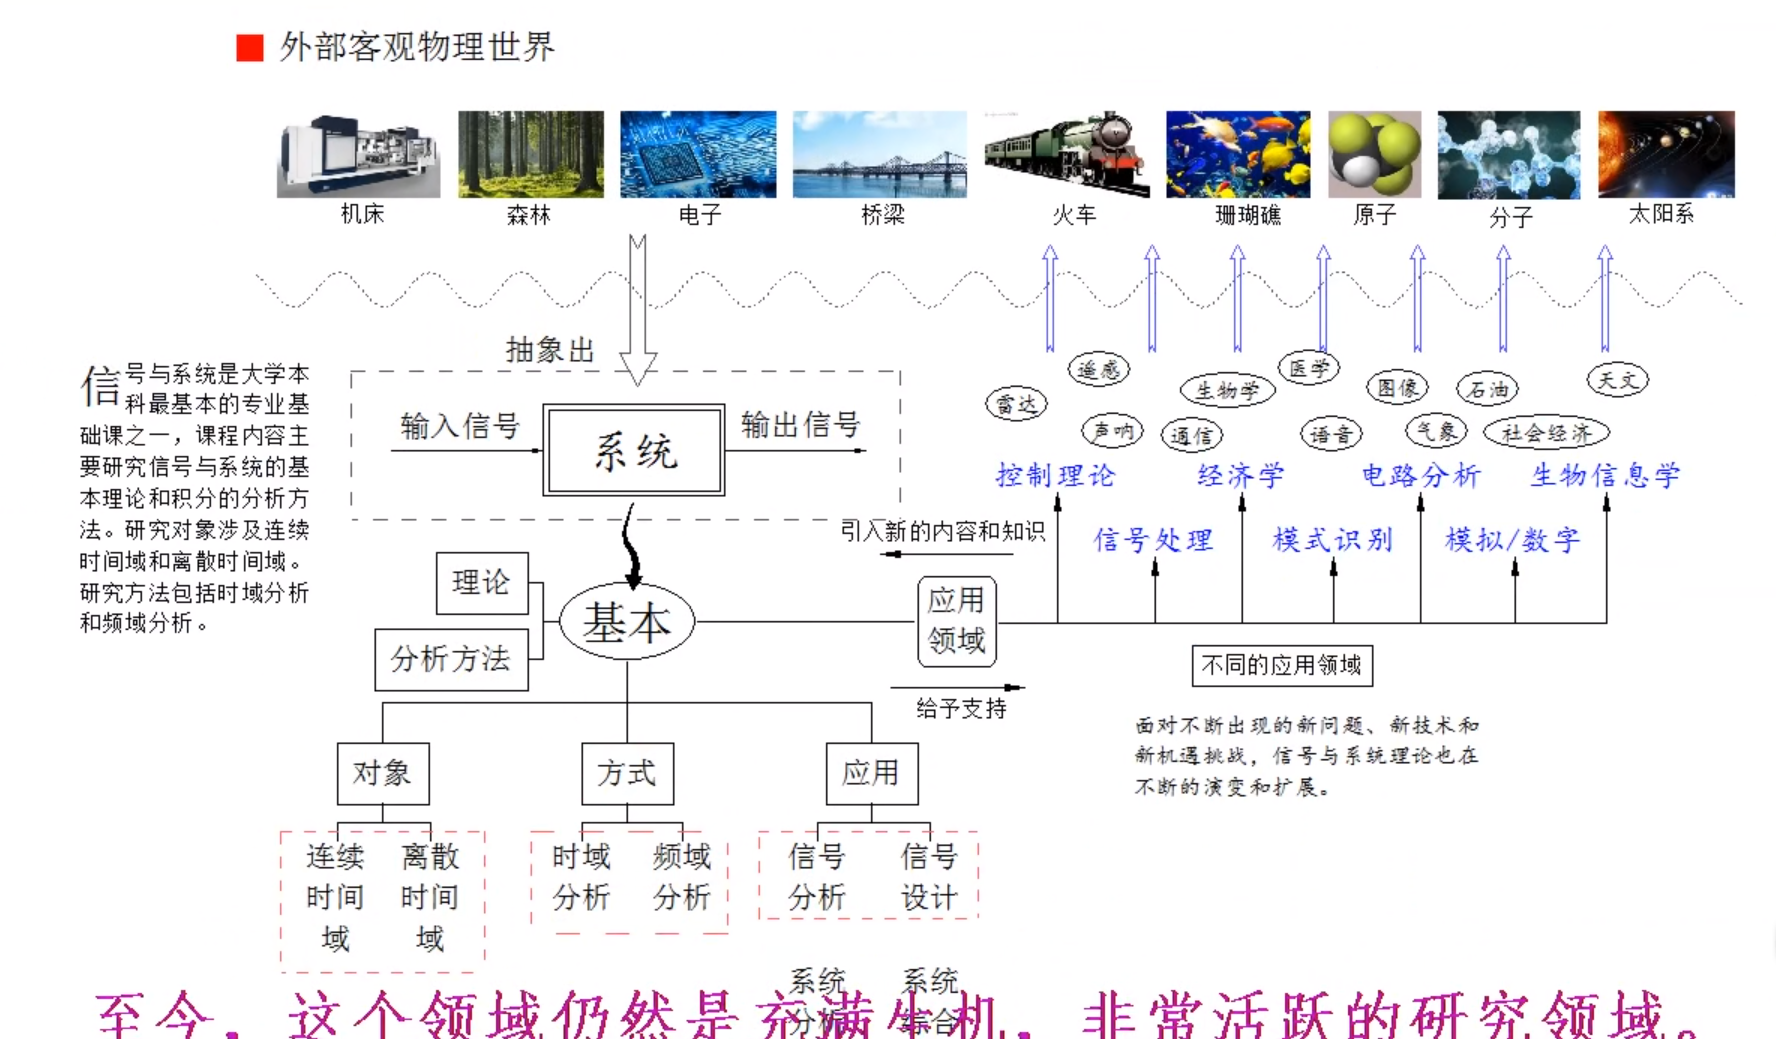 外部客观物理世界
机床 森林 电子 桥梁 火车 珊瑚礁 原子 分子 太阳系
抽象出
信号与系统是大学本
科最基本的专业基
础课之一，课程内容主
要研究信号与系统的基
本理论和积分的分析方
法。研究对象涉及连续
时间域和离散时间域。
研究方法包括时域分析
和频域分析。
输入信号 系统 输出信号
遥感 医学
雷达 生物学 图像 石油 天文
声呐 通信 语音 气象 社会经济
控制理论 经济学 电路分析 生物信息学
引入新的内容和知识
信号处理 模式识别 模拟/数字
理论
分析方法
基本
应用
领域
给予支持
不同的应用领域
面对不断出现的新问题、新技术和
新机遇挑战，信号与系统理论也在
不断的演变和扩展。
对象 方式 应用
连续 离散 时域 频域 信号 信号
时间 时间 分析 分析 分析 设计
域 域
系统 系统
分析 综合
至今，这个领域仍然是充满生机，非常活跃的研究领域。